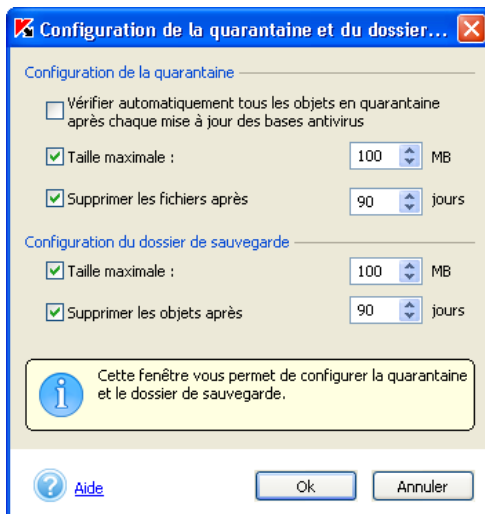 Configuration de la quarantaine et du dossier...
Configuration de la quarantaine
Vérifier automatiquement tous les objets en quarantaine
après chaque mise à jour des bases antivirus
Taille maximale : 100 MB
Supprimer les fichiers après 90 jours
Configuration du dossier de sauvegarde
Taille maximale : 100 MB
Supprimer les objets après 90 jours
Cette fenêtre vous permet de configurer la quarantaine
et le dossier de sauvegarde.
Aide Ok Annuler